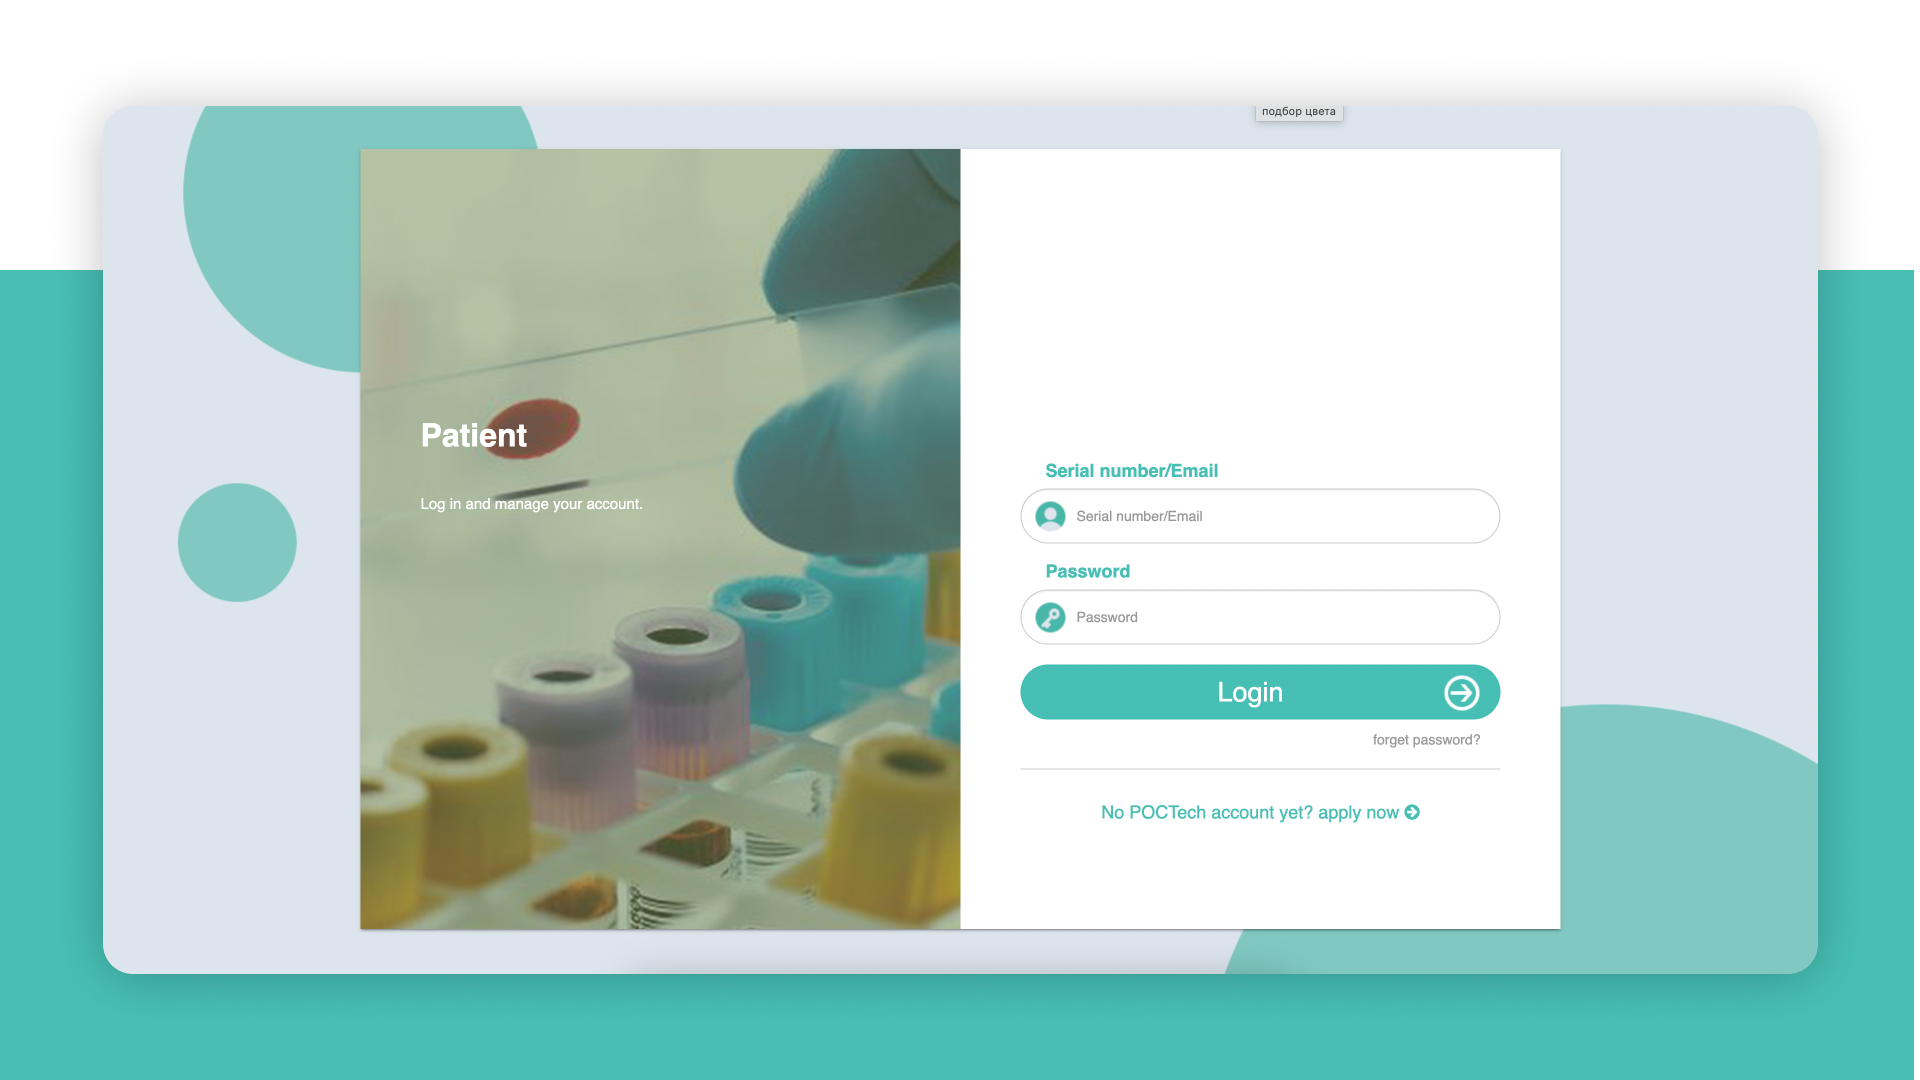 подбор цвета
Patient
Log in and manage your account.
Serial number/Email
Serial number/Email
Password
Password
Login
forget password?
No POCTech account yet? apply now